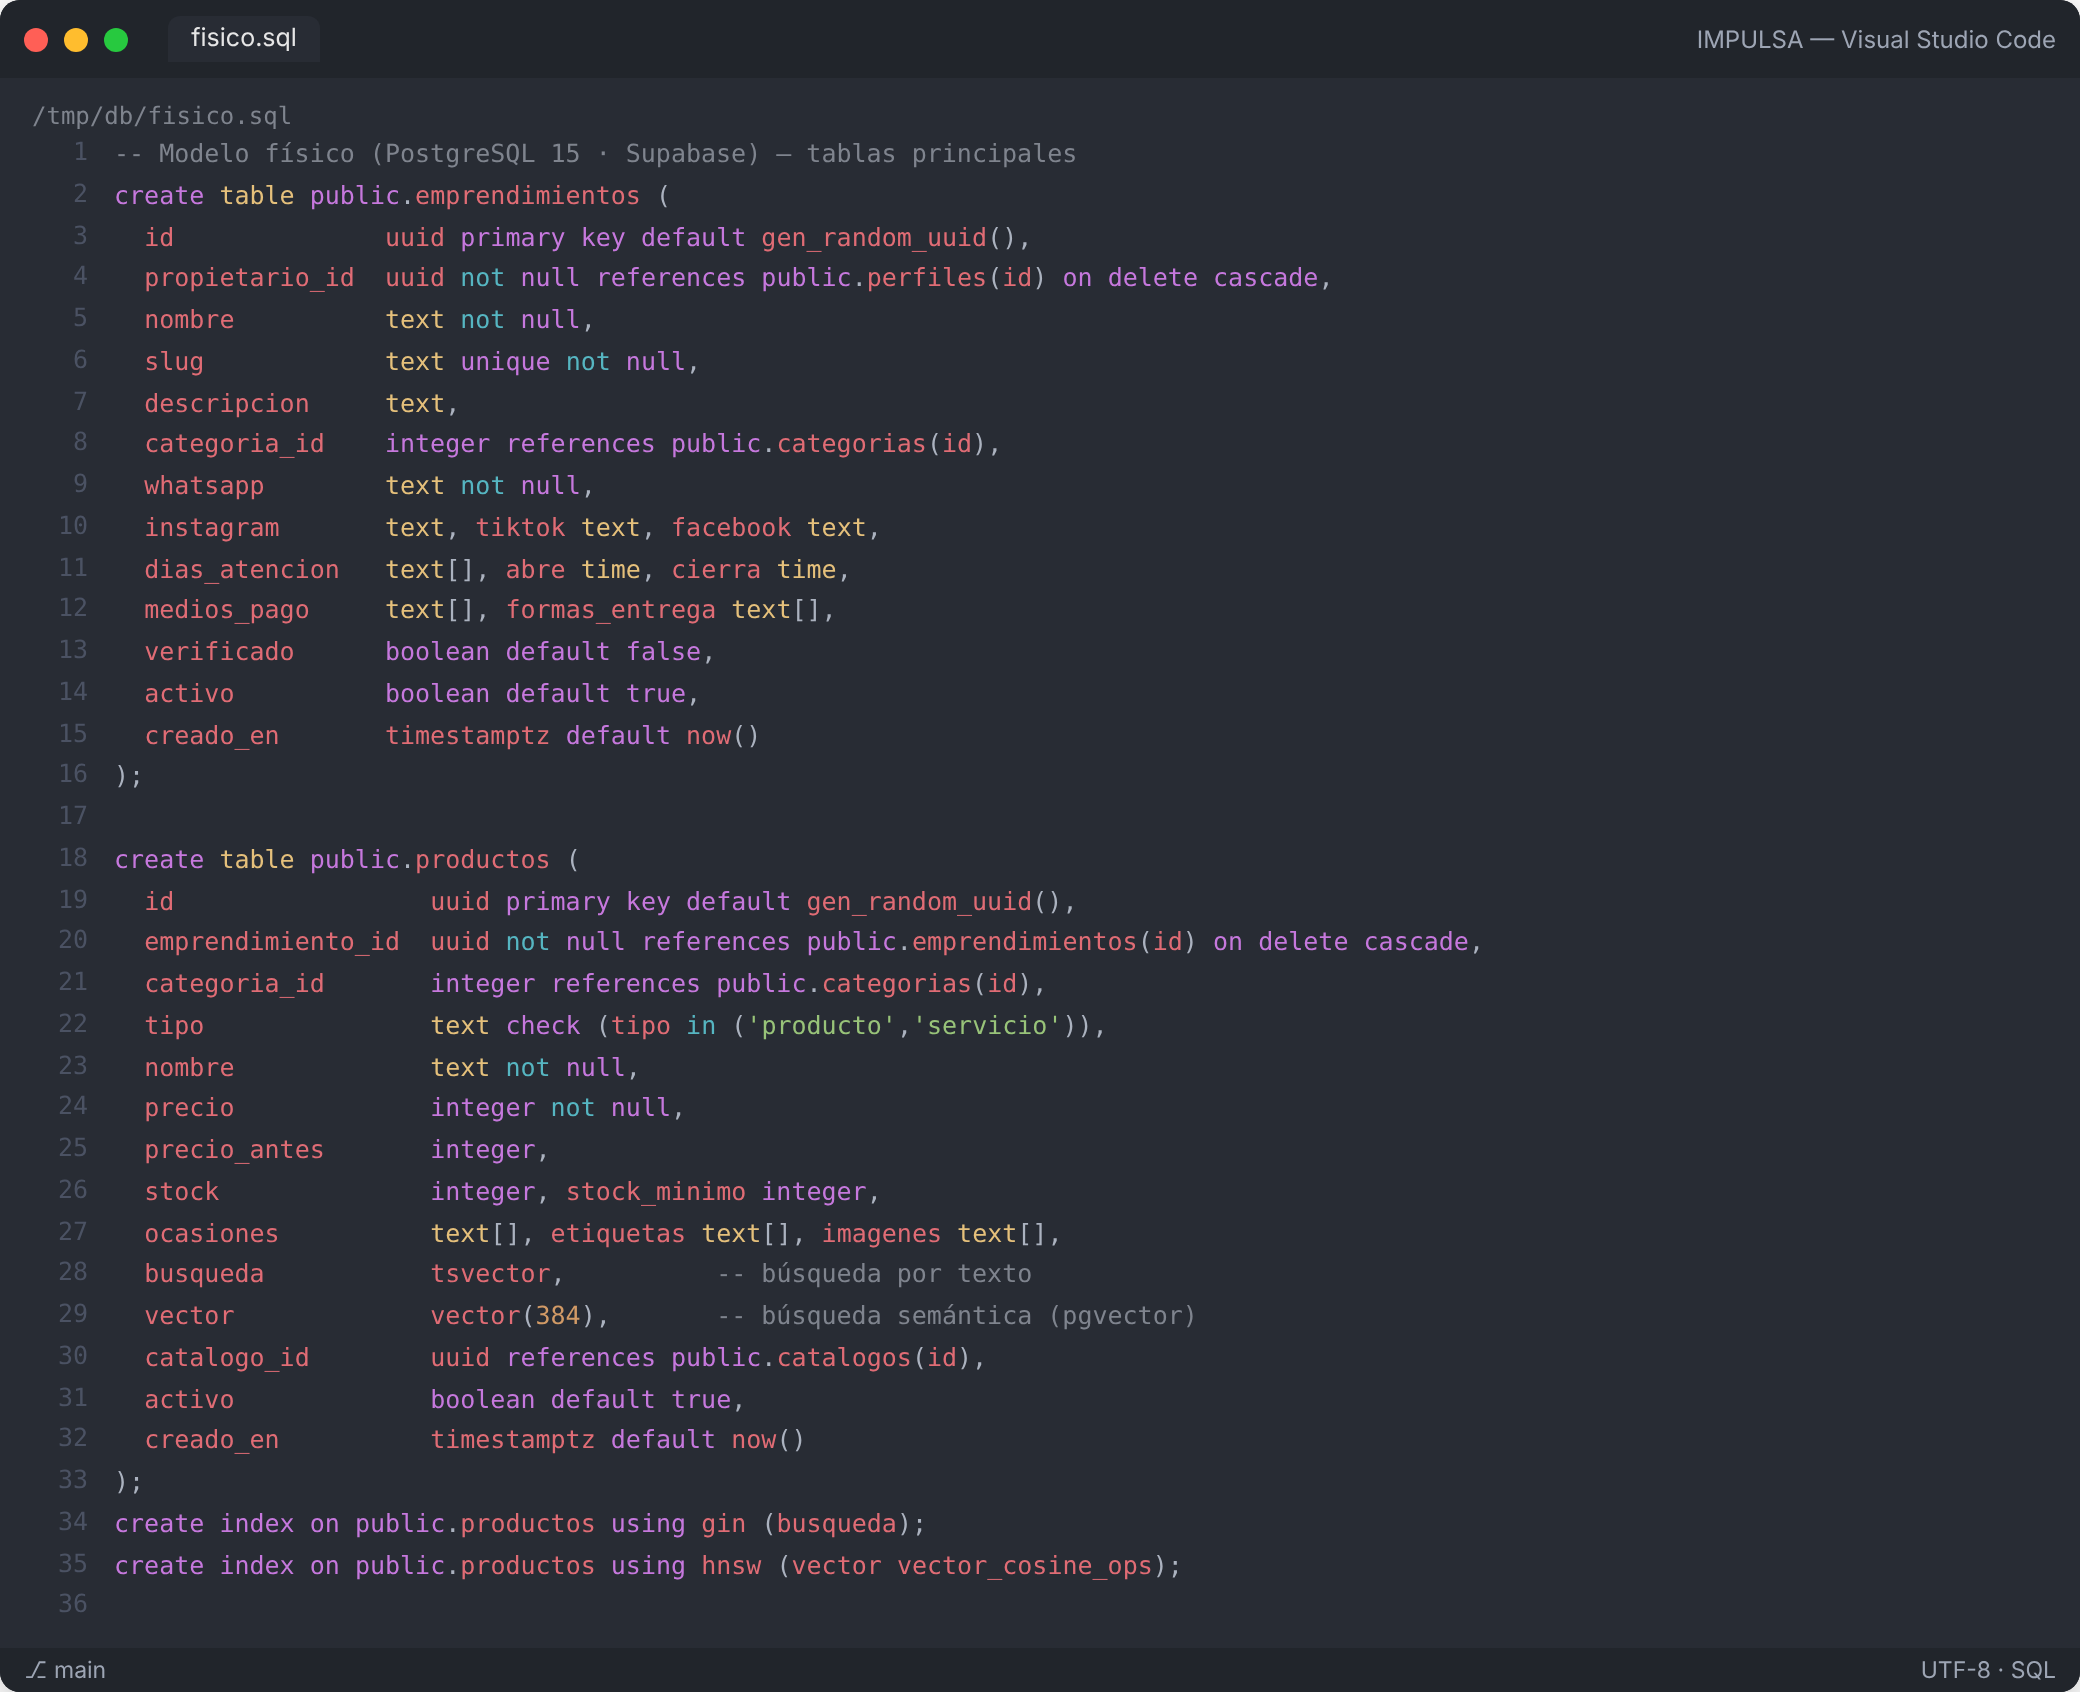 fisico.sql
IMPULSA — Visual Studio Code
/tmp/db/fisico.sql
1 -- Modelo físico (PostgreSQL 15 · Supabase) — tablas principales
2 create table public.emprendimientos (
3   id              uuid primary key default gen_random_uuid(),
4   propietario_id  uuid not null references public.perfiles(id) on delete cascade,
5   nombre          text not null,
6   slug            text unique not null,
7   descripcion     text,
8   categoria_id    integer references public.categorias(id),
9   whatsapp        text not null,
10   instagram       text, tiktok text, facebook text,
11   dias_atencion   text[], abre time, cierra time,
12   medios_pago     text[], formas_entrega text[],
13   verificado      boolean default false,
14   activo          boolean default true,
15   creado_en       timestamptz default now()
16 );
17
18 create table public.productos (
19   id                 uuid primary key default gen_random_uuid(),
20   emprendimiento_id  uuid not null references public.emprendimientos(id) on delete cascade,
21   categoria_id       integer references public.categorias(id),
22   tipo               text check (tipo in ('producto','servicio')),
23   nombre             text not null,
24   precio             integer not null,
25   precio_antes       integer,
26   stock              integer, stock_minimo integer,
27   ocasiones          text[], etiquetas text[], imagenes text[],
28   busqueda           tsvector,          -- búsqueda por texto
29   vector             vector(384),       -- búsqueda semántica (pgvector)
30   catalogo_id        uuid references public.catalogos(id),
31   activo             boolean default true,
32   creado_en          timestamptz default now()
33 );
34 create index on public.productos using gin (busqueda);
35 create index on public.productos using hnsw (vector vector_cosine_ops);
36
⎇ main
UTF-8 · SQL